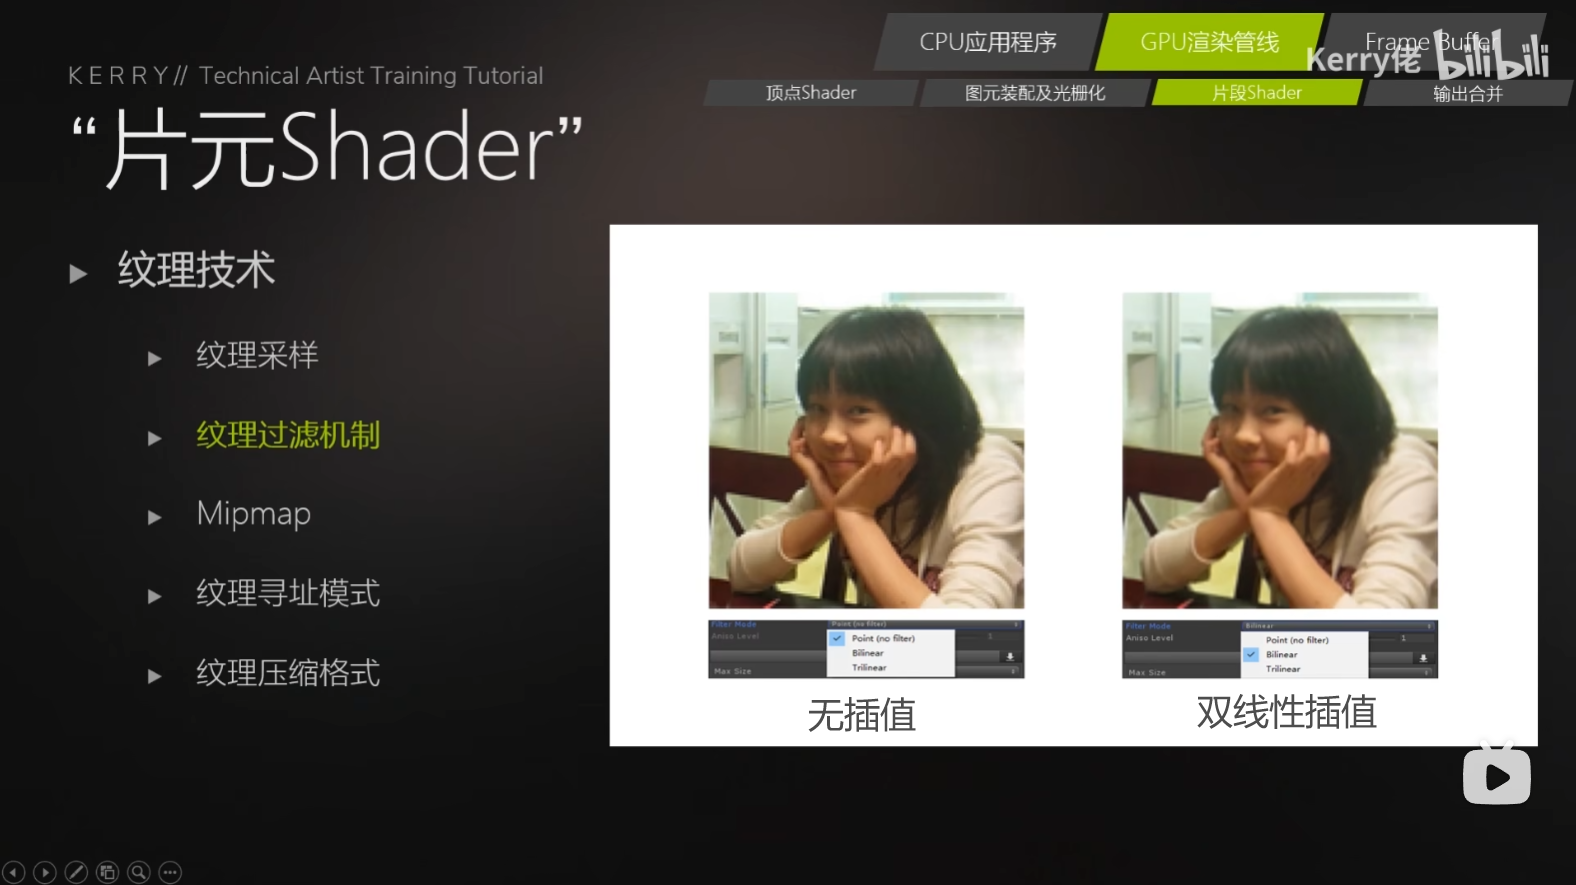 CPU应用程序
GPU渲染管线
Frame Buffer
Kerry佬
bilibili
KERRY// Technical Artist Training Tutorial
顶点Shader
图元装配及光栅化
片段Shader
输出合并
“片元Shader”
纹理技术
纹理采样
纹理过滤机制
Mipmap
纹理寻址模式
纹理压缩格式
Filter Mode
Point (no filter)
Aniso Level
1
Point (no filter)
Bilinear
Trilinear
Max Size
无插值
Filter Mode
Bilinear
Aniso Level
1
Point (no filter)
Bilinear
Trilinear
Max Size
双线性插值